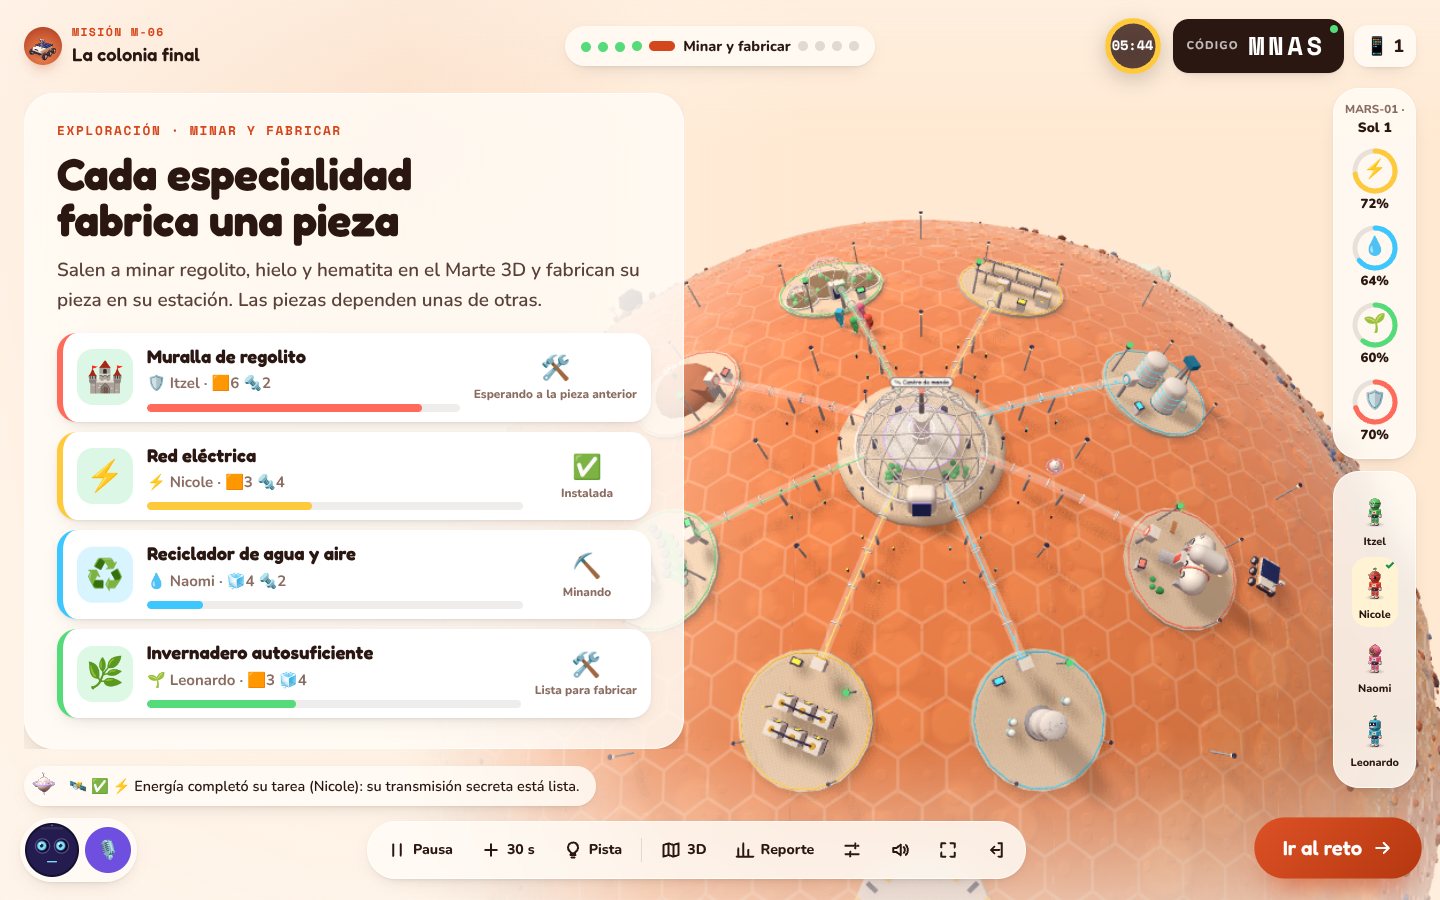 MISIÓN M-06
La colonia final
Minar y fabricar
05:44
CÓDIGO MNAS
1
EXPLORACIÓN · MINAR Y FABRICAR
Cada especialidad
fabrica una pieza
Salen a minar regolito, hielo y hematita en el Marte 3D y fabrican su
pieza en su estación. Las piezas dependen unas de otras.
Muralla de regolito
Itzel · 6 2
Esperando a la pieza anterior
Red eléctrica
Nicole · 3 4
Instalada
Reciclador de agua y aire
Naomi · 4 2
Minando
Invernadero autosuficiente
Leonardo · 3 4
Lista para fabricar
Centro de mando
MARS-01 ·
Sol 1
72%
64%
60%
70%
Itzel
Nicole
Naomi
Leonardo
Energía completó su tarea (Nicole): su transmisión secreta está lista.
Pausa
30 s
Pista
3D
Reporte
Ir al reto